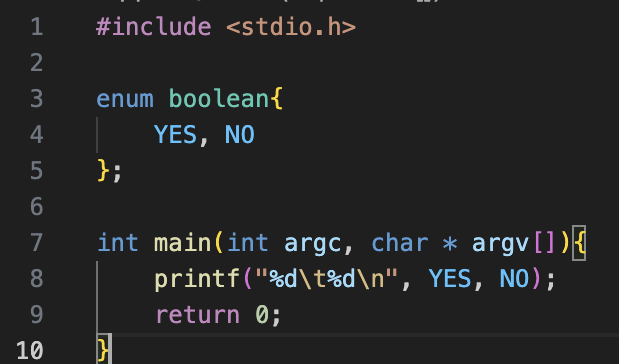 1 #include <stdio.h>
2
3 enum boolean{
4     YES, NO
5 };
6
7 int main(int argc, char * argv[]){
8     printf("%d\t%d\n", YES, NO);
9     return 0;
10 }